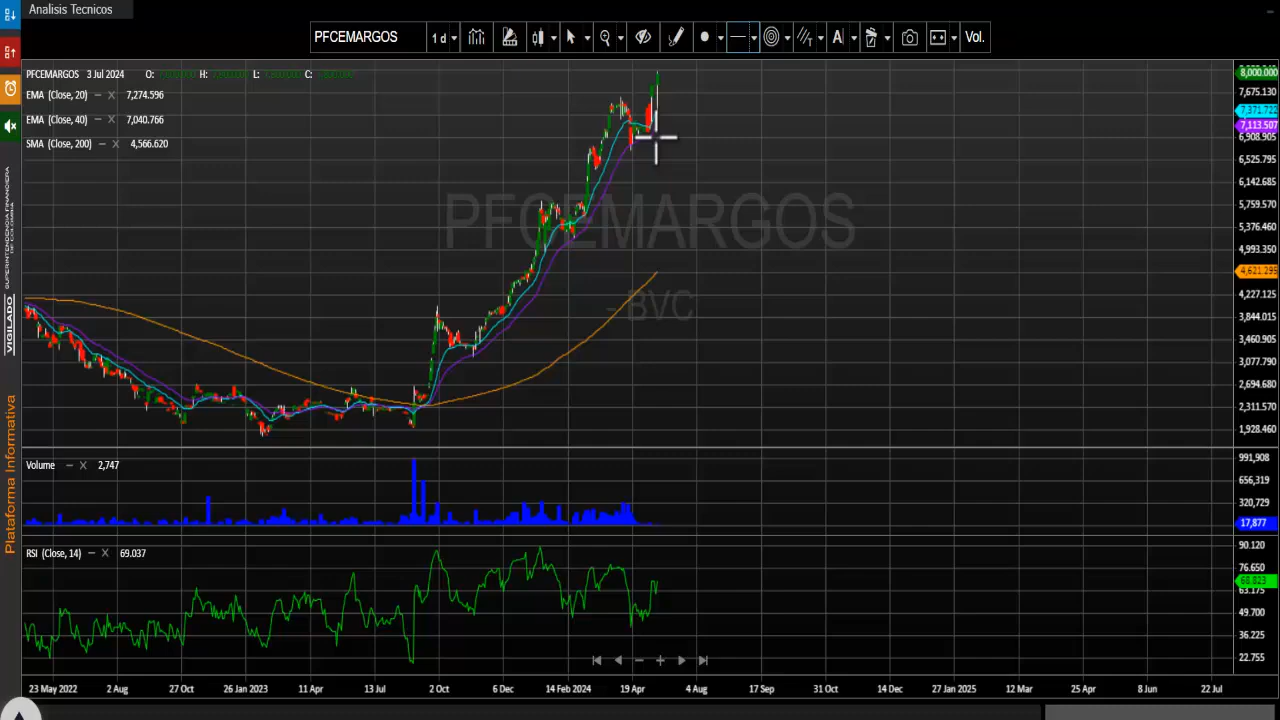 Analisis Tecnicos
PFCEMARGOS
1 d
A
Vol.
PFCEMARGOS 3 Jul 2024 O: H: L: C:
EMA (Close, 20) 7,274.596
EMA (Close, 40) 7,040.766
SMA (Close, 200) 4,566.620
PFCEMARGOS
- BVC
8,000.000
7,675.130
7,371.722
7,113.507
6,908.905
6,525.795
6,142.685
5,759.570
5,376.460
4,993.350
4,621.295
4,227.125
3,844.015
3,460.905
3,077.790
2,694.680
2,311.570
1,928.460
Volume 2,747
991,908
656,319
320,729
17,877
RSI (Close, 14) 69.037
90.120
76.650
68.823
63.175
49.700
36.225
22.755
23 May 2022 2 Aug 27 Oct 26 Jan 2023 11 Apr 13 Jul 2 Oct 6 Dec 14 Feb 2024 19 Apr 4 Aug 17 Sep 31 Oct 14 Dec 27 Jan 2025 12 Mar 25 Apr 8 Jun 22 Jul
VIGILADO
SUPERINTENDENCIA FINANCIERA
DE COLOMBIA
Plataforma Informativa